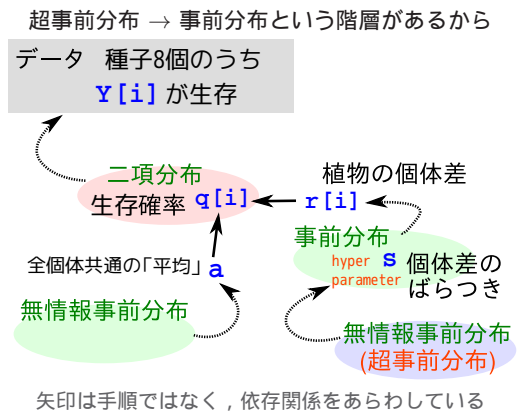 超事前分布 → 事前分布という階層があるから
データ 種子8個のうち
Y[i] が生存
二項分布
生存確率 q[i]
植物の個体差
r[i]
事前分布
hyper parameter
s 個体差のばらつき
全個体共通の「平均」 a
無情報事前分布
無情報事前分布
(超事前分布)
矢印は手順ではなく , 依存関係をあらわしている